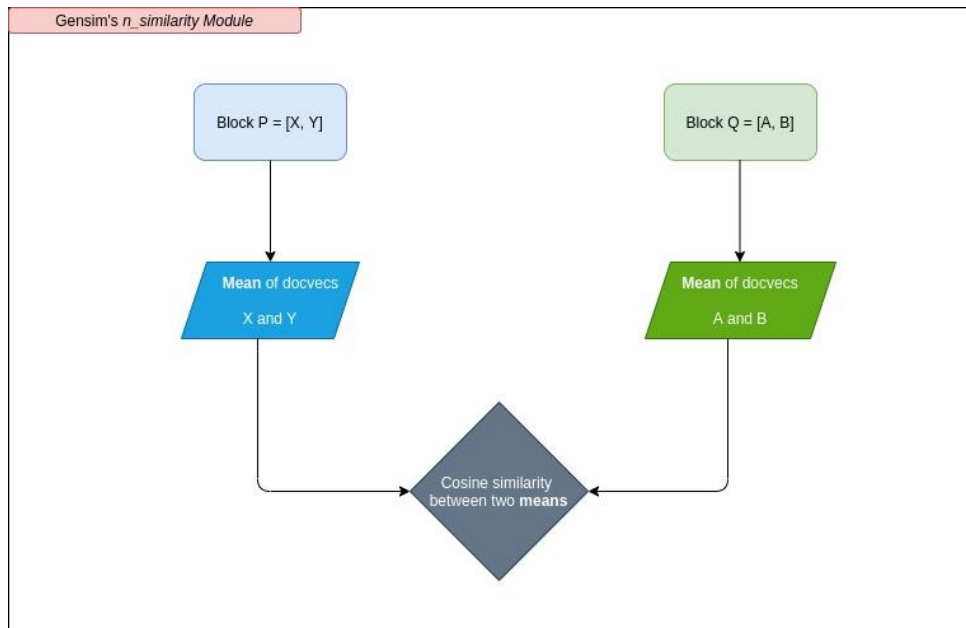 Gensim's n_similarity Module
Block P = [X, Y]
Block Q = [A, B]
Mean of docvecs
X and Y
Mean of docvecs
A and B
Cosine similarity
between two means